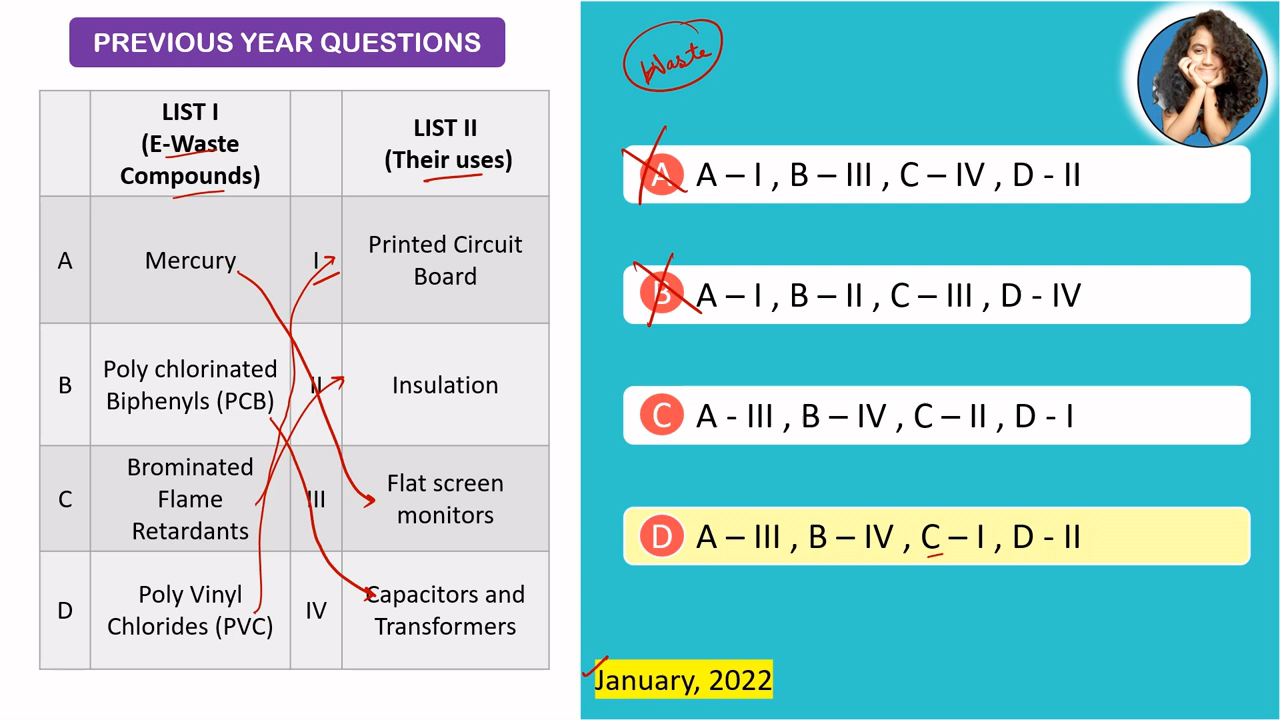 PREVIOUS YEAR QUESTIONS
LIST I
(E-Waste
Compounds)
LIST II
(Their uses)
A
Mercury
I
Printed Circuit
Board
B
Poly chlorinated
Biphenyls (PCB)
II
Insulation
C
Brominated
Flame
Retardants
III
Flat screen
monitors
D
Poly Vinyl
Chlorides (PVC)
IV
Capacitors and
Transformers
Waste
A A – I , B – III , C – IV , D - II
B A – I , B – II , C – III , D - IV
C A - III , B – IV , C – II , D - I
D A – III , B – IV , C – I , D - II
January, 2022